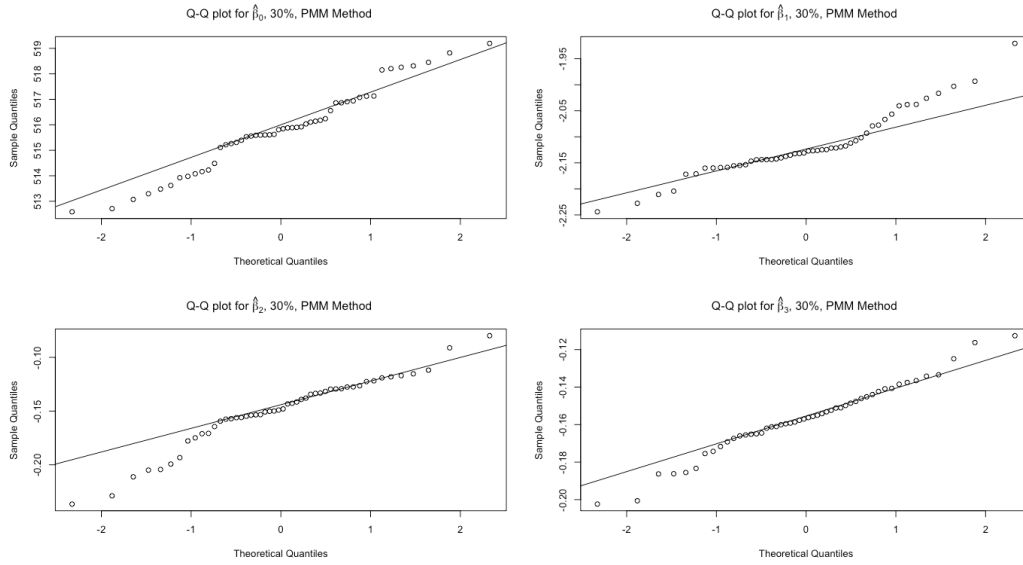 Q-Q plot for β̂₀, 30%, PMM Method
Sample Quantiles
513 514 515 516 517 518 519
-2 -1 0 1 2
Theoretical Quantiles
Q-Q plot for β̂₁, 30%, PMM Method
Sample Quantiles
-2.25 -2.15 -2.05 -1.95
-2 -1 0 1 2
Theoretical Quantiles
Q-Q plot for β̂₂, 30%, PMM Method
Sample Quantiles
-0.20 -0.15 -0.10
-2 -1 0 1 2
Theoretical Quantiles
Q-Q plot for β̂₃, 30%, PMM Method
Sample Quantiles
-0.20 -0.18 -0.16 -0.14 -0.12
-2 -1 0 1 2
Theoretical Quantiles